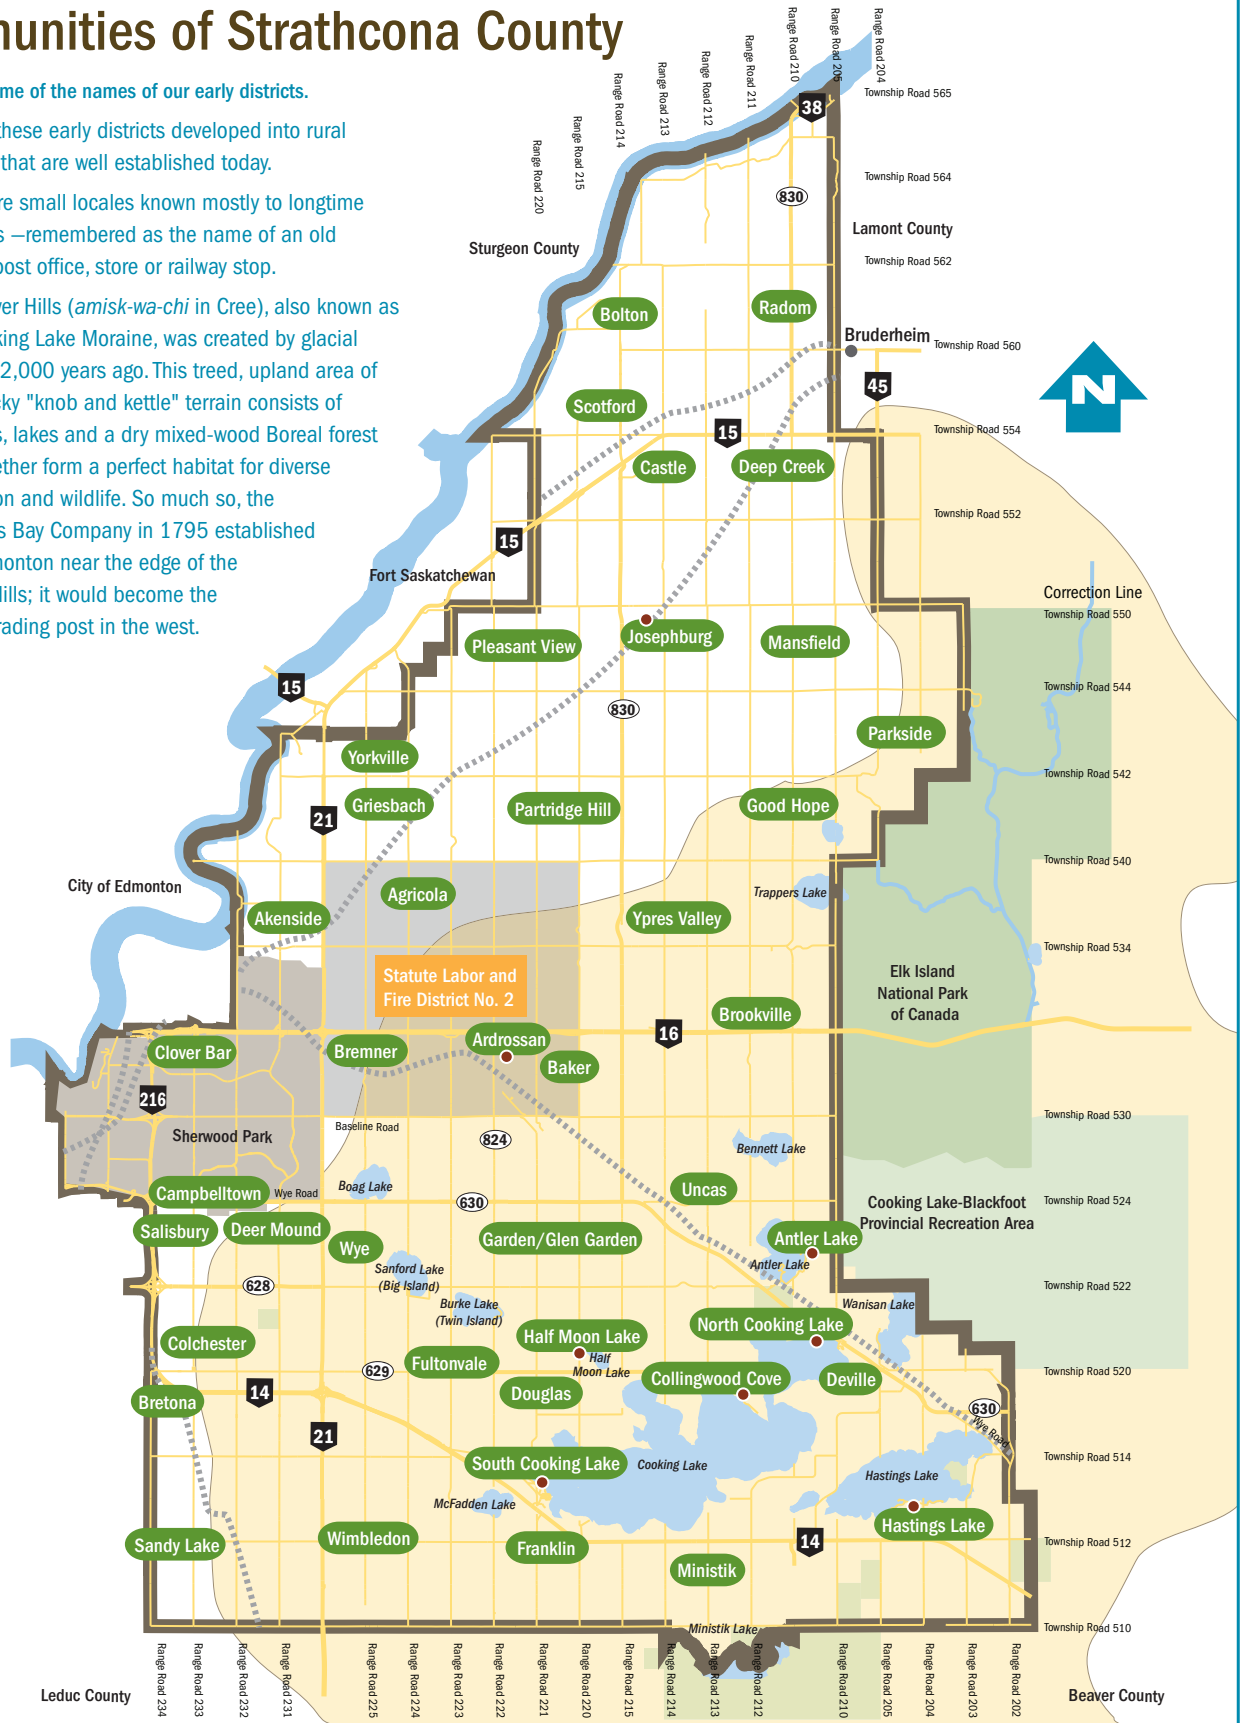 munities of Strathcona County
me of the names of our early districts.
these early districts developed into rural
that are well established today.
re small locales known mostly to longtime
s –remembered as the name of an old
post office, store or railway stop.
ver Hills (amisk-wa-chi in Cree), also known as
king Lake Moraine, was created by glacial
2,000 years ago. This treed, upland area of
cky "knob and kettle" terrain consists of
s, lakes and a dry mixed-wood Boreal forest
ether form a perfect habitat for diverse
on and wildlife. So much so, the
s Bay Company in 1795 established
monton near the edge of the
Hills; it would become the
rading post in the west.
Range Road 220
Range Road 215
Range Road 214
Range Road 213
Range Road 212
Range Road 211
Range Road 210
Range Road 205
Range Road 204
Township Road 565
38
Township Road 564
830
Lamont County
Sturgeon County
Township Road 562
Bolton
Radom
Bruderheim
Township Road 560
45
N
Scotford
15
Township Road 554
Castle
Deep Creek
Township Road 552
15
Fort Saskatchewan
Correction Line
Township Road 550
Josephburg
Pleasant View
Mansfield
15
Township Road 544
830
Parkside
Yorkville
Township Road 542
Griesbach
Partridge Hill
Good Hope
21
Township Road 540
City of Edmonton
Agricola
Trappers Lake
Akenside
Ypres Valley
Township Road 534
Statute Labor and
Fire District No. 2
Elk Island
National Park
of Canada
Brookville
16
Ardrossan
Clover Bar
Bremner
Baker
216
Township Road 530
Baseline Road
Sherwood Park
824
Bennett Lake
Boag Lake
Uncas
Campbelltown
Wye Road
630
Township Road 524
Cooking Lake-Blackfoot
Provincial Recreation Area
Salisbury
Deer Mound
Wye
Garden/Glen Garden
Antler Lake
Antler Lake
Sanford Lake
(Big Island)
628
Township Road 522
Burke Lake
(Twin Island)
Wanisan Lake
North Cooking Lake
Half Moon Lake
Colchester
Half
Moon Lake
Fultonvale
629
Township Road 520
Collingwood Cove
Deville
14
Douglas
Bretona
630
Wye Road
21
Township Road 514
South Cooking Lake
Cooking Lake
Hastings Lake
McFadden Lake
Hastings Lake
Sandy Lake
Wimbledon
Franklin
14
Township Road 512
Ministik
Ministik Lake
Township Road 510
Leduc County
Range Road 234
Range Road 233
Range Road 232
Range Road 231
Range Road 225
Range Road 224
Range Road 223
Range Road 222
Range Road 221
Range Road 220
Range Road 215
Range Road 214
Range Road 213
Range Road 212
Range Road 210
Range Road 205
Range Road 204
Range Road 203
Range Road 202
Beaver County